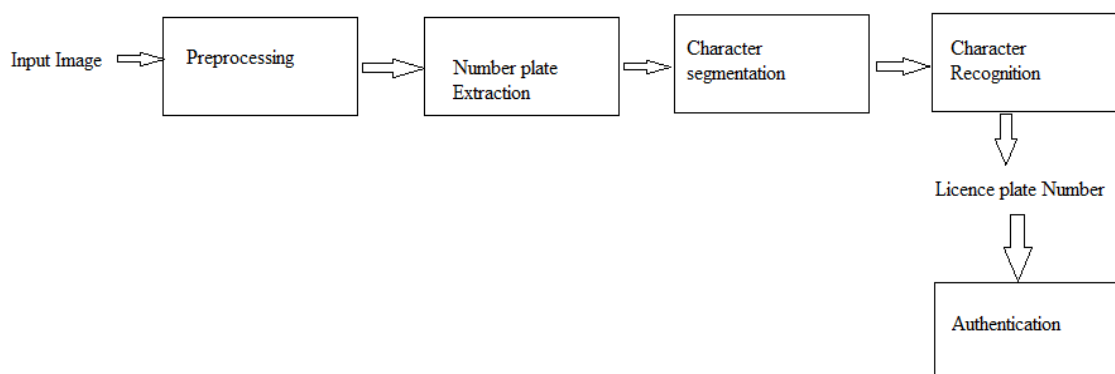 Input Image
Preprocessing
Number plate
Extraction
Character
segmentation
Character
Recognition
Licence plate Number
Authentication